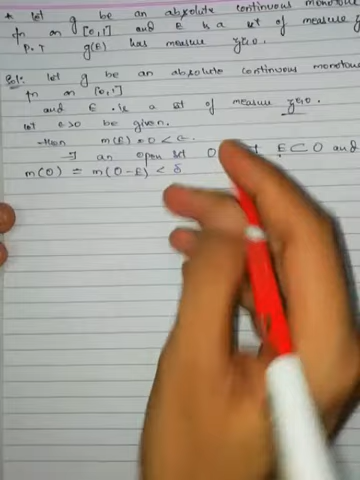 * let g be an absolute continuous monotone
fn on [0,1] and E is a set of measure
P.T g(E) has measure zero.
Sol: let g be an absolute continuous monotone
fn on [0,1]
and E is a set of measure zero.
let ϵ>0 be given.
Then m(E) = 0 < ϵ.
∃ an open set O E ⊂ O and
m(O) = m(O-E) < δ